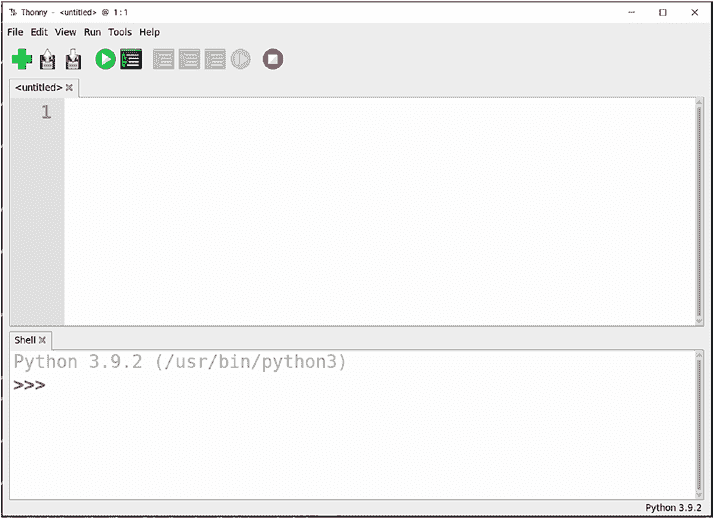 Thonny - <untitled> @ 1:1
File Edit View Run Tools Help
<untitled>
1
Shell
Python 3.9.2 (/usr/bin/python3)
>>>
Python 3.9.2